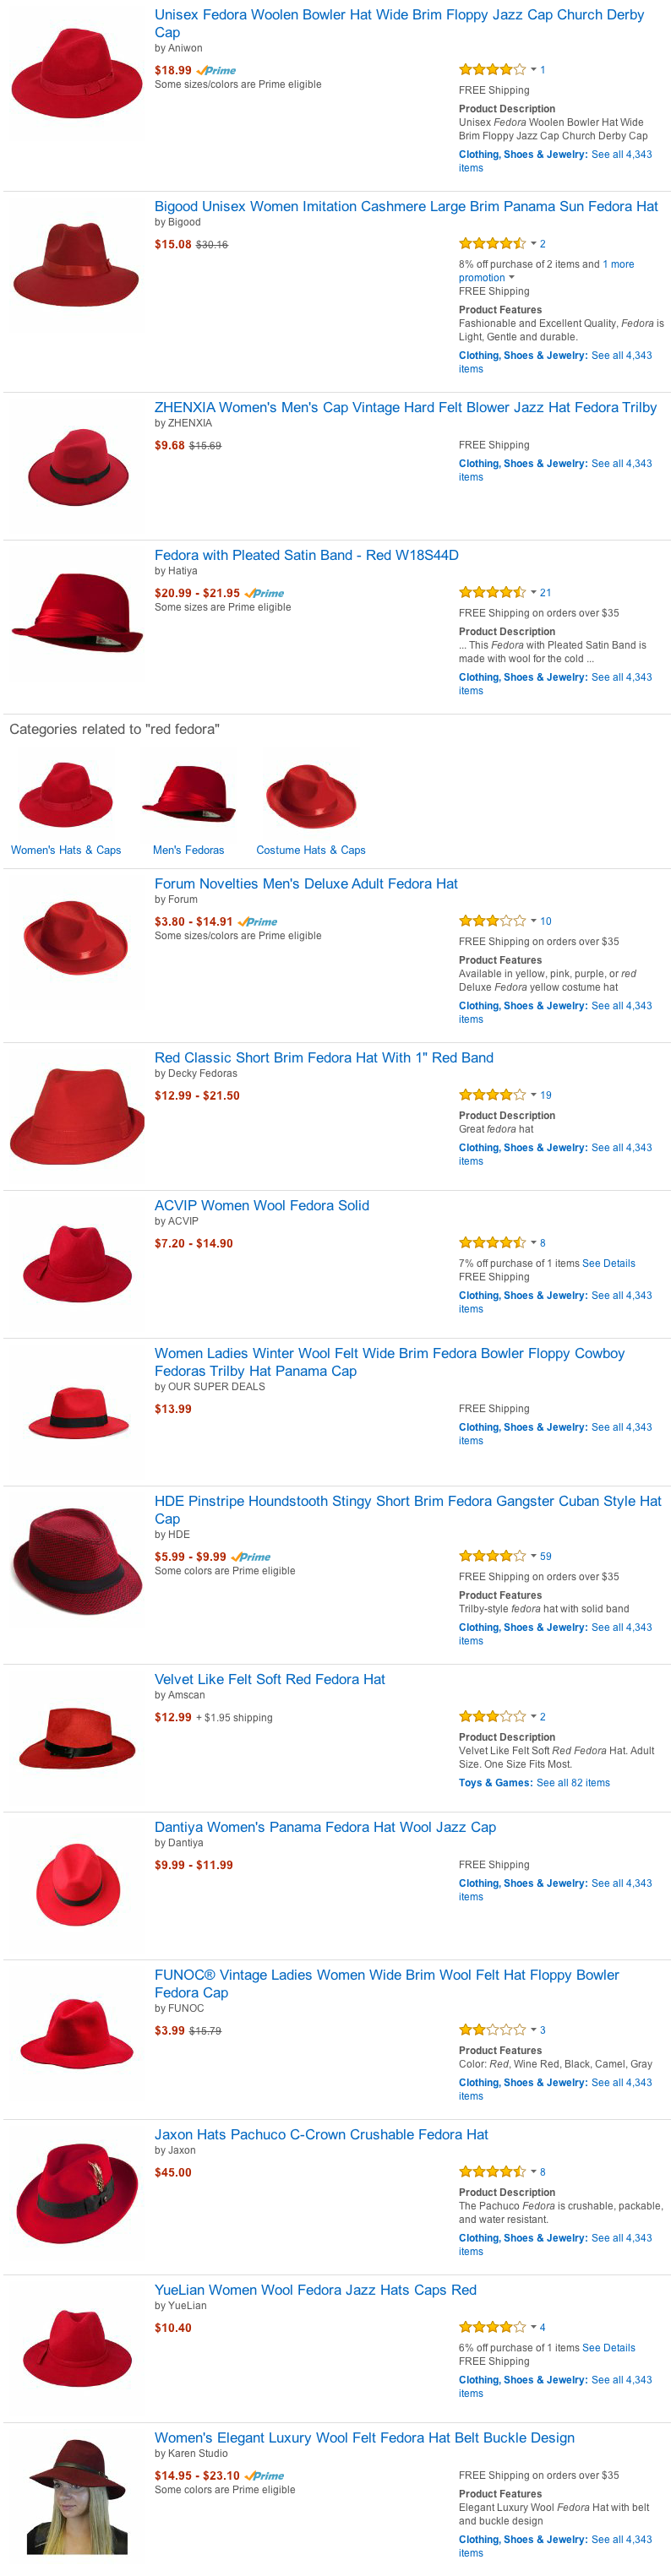 Unisex Fedora Woolen Bowler Hat Wide Brim Floppy Jazz Cap Church Derby
Cap
by Aniwon
$18.99 Prime
Some sizes/colors are Prime eligible
1
FREE Shipping
Product Description
Unisex Fedora Woolen Bowler Hat Wide
Brim Floppy Jazz Cap Church Derby Cap
Clothing, Shoes & Jewelry: See all 4,343
items
Bigood Unisex Women Imitation Cashmere Large Brim Panama Sun Fedora Hat
by Bigood
$15.08 $30.16
2
8% off purchase of 2 items and 1 more
promotion
FREE Shipping
Product Features
Fashionable and Excellent Quality, Fedora is
Light, Gentle and durable.
Clothing, Shoes & Jewelry: See all 4,343
items
ZHENXIA Women's Men's Cap Vintage Hard Felt Blower Jazz Hat Fedora Trilby
by ZHENXIA
$9.68 $15.69
FREE Shipping
Clothing, Shoes & Jewelry: See all 4,343
items
Fedora with Pleated Satin Band - Red W18S44D
by Hatiya
$20.99 - $21.95 Prime
Some sizes are Prime eligible
21
FREE Shipping on orders over $35
Product Description
... This Fedora with Pleated Satin Band is
made with wool for the cold ...
Clothing, Shoes & Jewelry: See all 4,343
items
Categories related to "red fedora"
Women's Hats & Caps
Men's Fedoras
Costume Hats & Caps
Forum Novelties Men's Deluxe Adult Fedora Hat
by Forum
$3.80 - $14.91 Prime
Some sizes/colors are Prime eligible
10
FREE Shipping on orders over $35
Product Features
Available in yellow, pink, purple, or red
Deluxe Fedora yellow costume hat
Clothing, Shoes & Jewelry: See all 4,343
items
Red Classic Short Brim Fedora Hat With 1" Red Band
by Decky Fedoras
$12.99 - $21.50
19
Product Description
Great fedora hat
Clothing, Shoes & Jewelry: See all 4,343
items
ACVIP Women Wool Fedora Solid
by ACVIP
$7.20 - $14.90
8
7% off purchase of 1 items See Details
FREE Shipping
Clothing, Shoes & Jewelry: See all 4,343
items
Women Ladies Winter Wool Felt Wide Brim Fedora Bowler Floppy Cowboy
Fedoras Trilby Hat Panama Cap
by OUR SUPER DEALS
$13.99
FREE Shipping
Clothing, Shoes & Jewelry: See all 4,343
items
HDE Pinstripe Houndstooth Stingy Short Brim Fedora Gangster Cuban Style Hat
Cap
by HDE
$5.99 - $9.99 Prime
Some colors are Prime eligible
59
FREE Shipping on orders over $35
Product Features
Trilby-style fedora hat with solid band
Clothing, Shoes & Jewelry: See all 4,343
items
Velvet Like Felt Soft Red Fedora Hat
by Amscan
$12.99 + $1.95 shipping
2
Product Description
Velvet Like Felt Soft Red Fedora Hat. Adult
Size. One Size Fits Most.
Toys & Games: See all 82 items
Dantiya Women's Panama Fedora Hat Wool Jazz Cap
by Dantiya
$9.99 - $11.99
FREE Shipping
Clothing, Shoes & Jewelry: See all 4,343
items
FUNOC® Vintage Ladies Women Wide Brim Wool Felt Hat Floppy Bowler
Fedora Cap
by FUNOC
$3.99 $15.79
3
Product Features
Color: Red, Wine Red, Black, Camel, Gray
Clothing, Shoes & Jewelry: See all 4,343
items
Jaxon Hats Pachuco C-Crown Crushable Fedora Hat
by Jaxon
$45.00
8
Product Description
The Pachuco Fedora is crushable, packable,
and water resistant.
Clothing, Shoes & Jewelry: See all 4,343
items
YueLian Women Wool Fedora Jazz Hats Caps Red
by YueLian
$10.40
4
6% off purchase of 1 items See Details
FREE Shipping
Clothing, Shoes & Jewelry: See all 4,343
items
Women's Elegant Luxury Wool Felt Fedora Hat Belt Buckle Design
by Karen Studio
$14.95 - $23.10 Prime
Some colors are Prime eligible
FREE Shipping on orders over $35
Product Features
Elegant Luxury Wool Fedora Hat with belt
and buckle design
Clothing, Shoes & Jewelry: See all 4,343
items